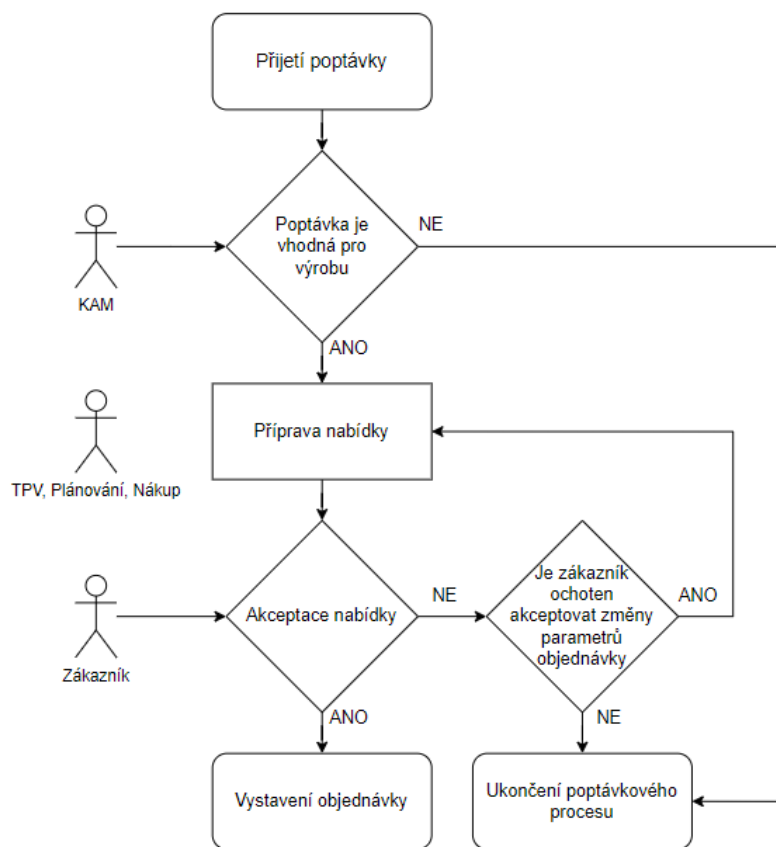 Přijetí poptávky
Poptávka je
vhodná pro
výrobu
NE
KAM
ANO
Příprava nabídky
TPV, Plánování, Nákup
Akceptace nabídky
NE
Je zákazník
ochoten
akceptovat změny
parametrů
objednávky
ANO
Zákazník
ANO
NE
Vystavení objednávky
Ukončení poptávkového
procesu